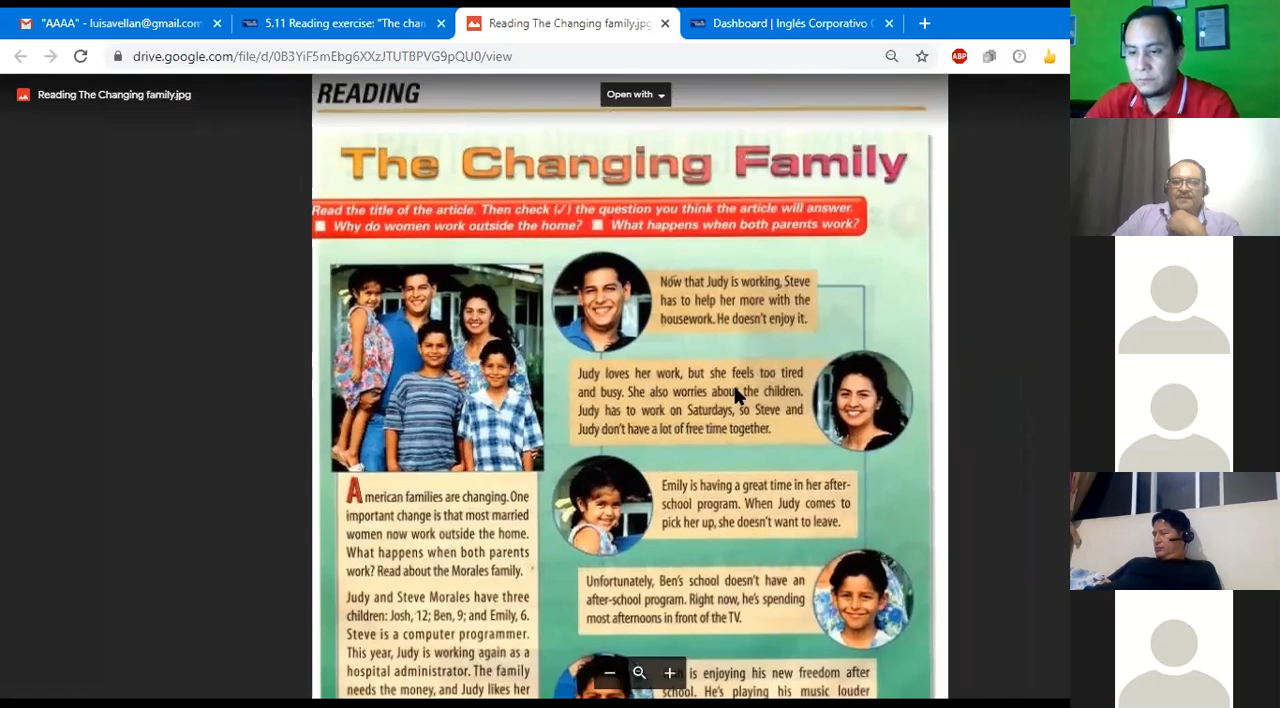 "AAAA" - luisavellan@gmail.com
5.11 Reading exercise: "The chan
Reading The Changing family.jpg
Dashboard | Inglés Corporativo
drive.google.com/file/d/0B3YiF5mEbg6XXzJTUTBPVG9pQU0/view
ABP
Reading The Changing family.jpg
Open with
READING
The Changing Family
Read the title of the article. Then check (✓) the question you think the article will answer.
Why do women work outside the home? What happens when both parents work?
Now that Judy is working, Steve
has to help her more with the
housework. He doesn't enjoy it.
Judy loves her work, but she feels too tired
and busy. She also worries about the children.
Judy has to work on Saturdays, so Steve and
Judy don't have a lot of free time together.
Emily is having a great time in her after-
school program. When Judy comes to
pick her up, she doesn't want to leave.
Unfortunately, Ben's school doesn't have an
after-school program. Right now, he's spending
most afternoons in front of the TV.
is enjoying his new freedom after
school. He's playing his music louder
American families are changing. One
important change is that most married
women now work outside the home.
What happens when both parents
work? Read about the Morales family.
Judy and Steve Morales have three
children: Josh, 12; Ben, 9; and Emily, 6.
Steve is a computer programmer.
This year, Judy is working again as a
hospital administrator. The family
needs the money, and Judy likes her